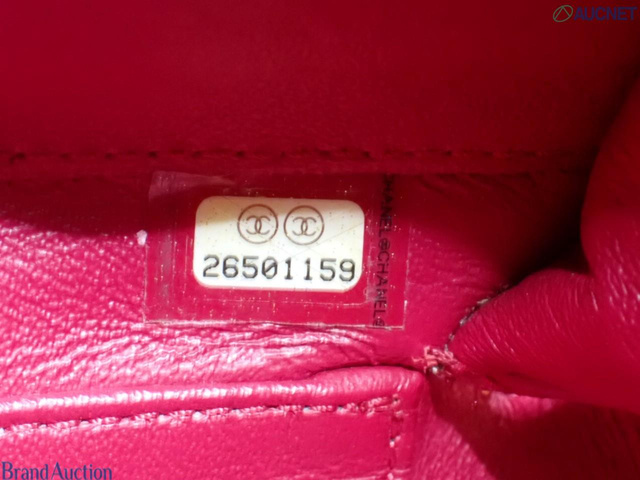 AUCNET
26501159
CHANEL®CHANEL®
Brand Auction